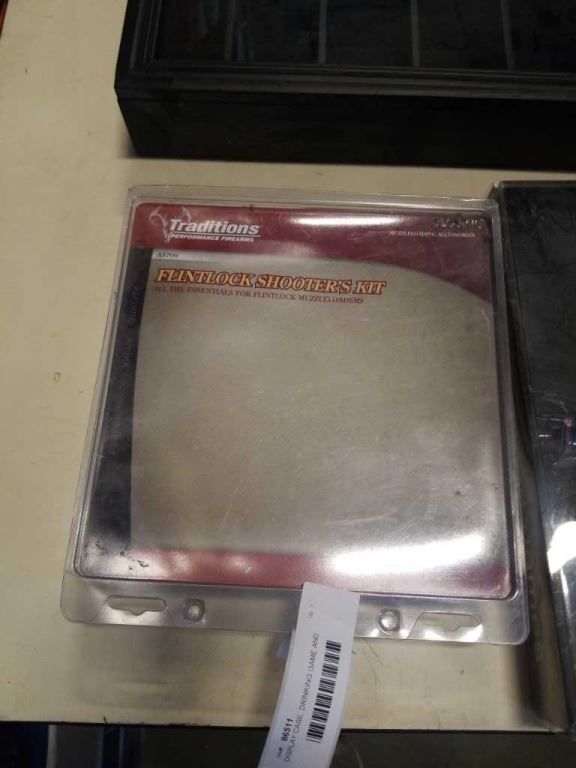 Traditions
PERFORMANCE FIREARMS
MUZZLELOADING ACCESSORIES
A3700
FLINTLOCK SHOOTER'S KIT
ALL THE ESSENTIALS FOR FLINTLOCK MUZZLELOADERS
86511
DISPLAY CASE, DRINKING GAME AND